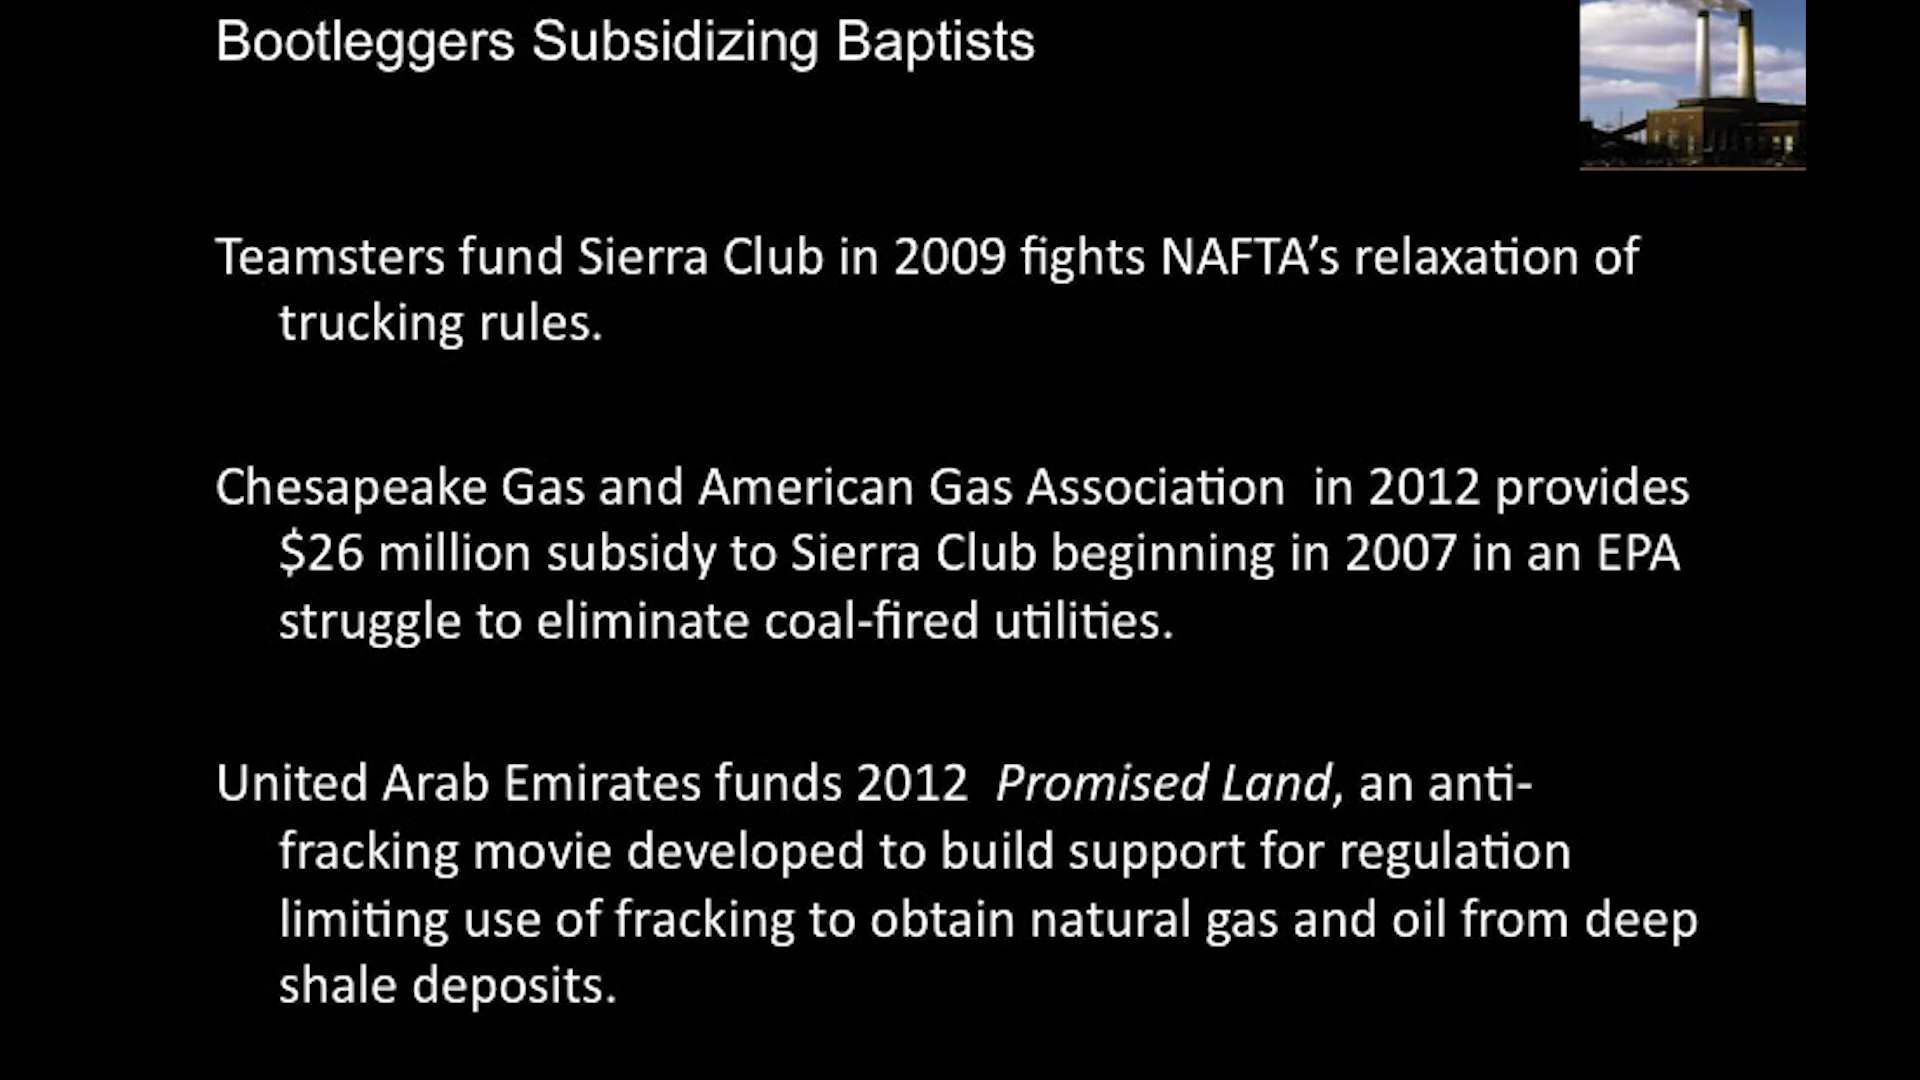 Bootleggers Subsidizing Baptists
Teamsters fund Sierra Club in 2009 fights NAFTA’s relaxation of
trucking rules.
Chesapeake Gas and American Gas Association  in 2012 provides
$26 million subsidy to Sierra Club beginning in 2007 in an EPA
struggle to eliminate coal-fired utilities.
United Arab Emirates funds 2012  Promised Land, an anti-
fracking movie developed to build support for regulation
limiting use of fracking to obtain natural gas and oil from deep
shale deposits.